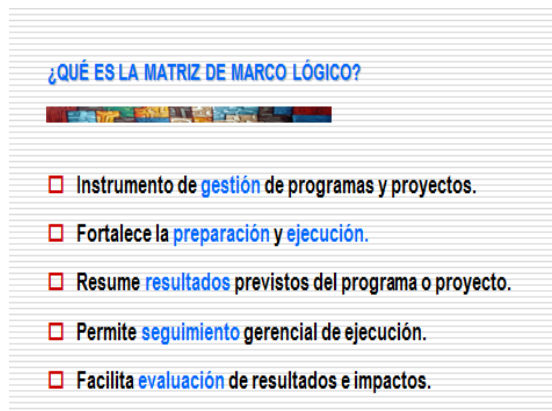 ¿QUÉ ES LA MATRIZ DE MARCO LÓGICO?
Instrumento de gestión de programas y proyectos.
Fortalece la preparación y ejecución.
Resume resultados previstos del programa o proyecto.
Permite seguimiento gerencial de ejecución.
Facilita evaluación de resultados e impactos.